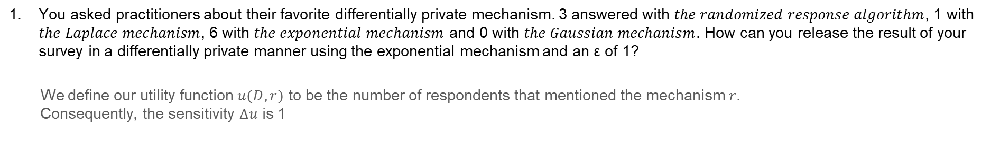 1. You asked practitioners about their favorite differentially private mechanism. 3 answered with the randomized response algorithm, 1 with
the Laplace mechanism, 6 with the exponential mechanism and 0 with the Gaussian mechanism. How can you release the result of your
survey in a differentially private manner using the exponential mechanism and an ε of 1?
We define our utility function u(D,r) to be the number of respondents that mentioned the mechanism r.
Consequently, the sensitivity Δu is 1